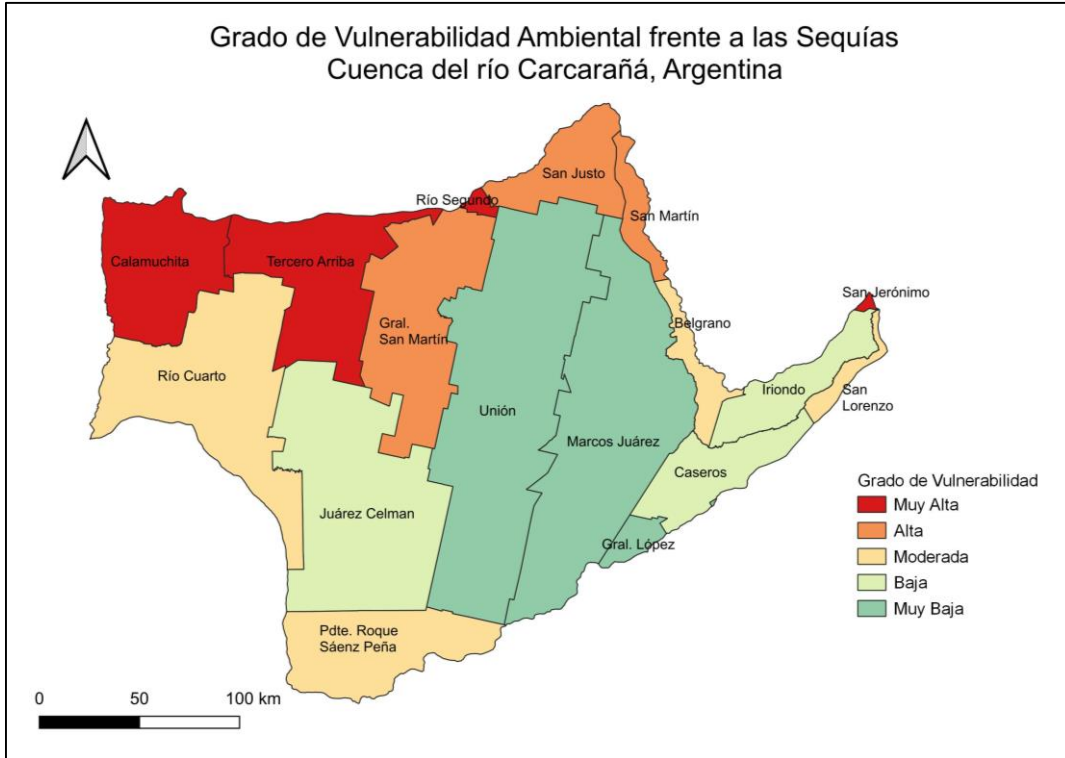 Grado de Vulnerabilidad Ambiental frente a las Sequías
Cuenca del río Carcarañá, Argentina
San Justo
Río Segundo
San Martín
Calamuchita
Tercero Arriba
San Jerónimo
Gral.
San Martín
Belgrano
Río Cuarto
Iriondo
San
Lorenzo
Unión
Marcos Juárez
Caseros
Juárez Celman
Gral. López
Pdte. Roque
Sáenz Peña
Grado de Vulnerabilidad
Muy Alta
Alta
Moderada
Baja
Muy Baja
0 50 100 km